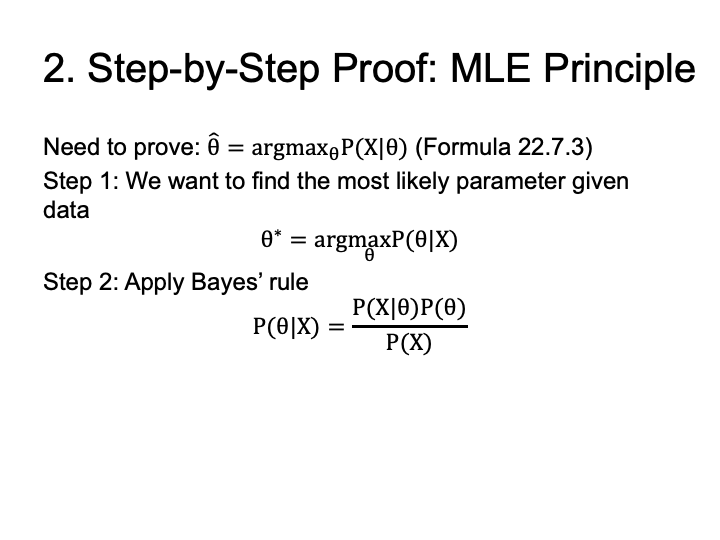 2. Step-by-Step Proof: MLE Principle
Need to prove: θ̂ = argmax_θ P(X|θ) (Formula 22.7.3)
Step 1: We want to find the most likely parameter given
data
θ* = argmax_θ P(θ|X)
Step 2: Apply Bayes’ rule
P(θ|X) = P(X|θ)P(θ) / P(X)